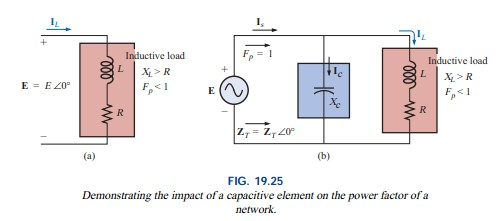 I_L
+
E = E∠0°
–
L
R
Inductive load
X_L > R
F_p < 1
(a)
I_s
F_p = 1
+
E
–
Z_T = Z_T∠0°
I_c
X_C
I_L
L
R
Inductive load
X_L > R
F_p < 1
(b)
FIG. 19.25
Demonstrating the impact of a capacitive element on the power factor of a
network.